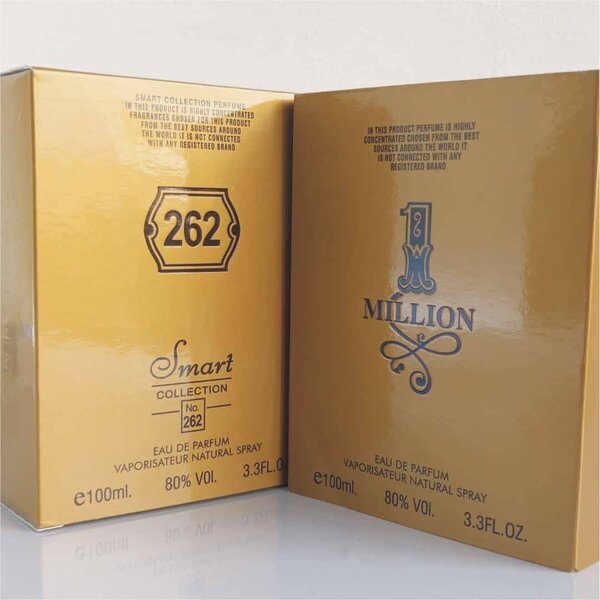 SMART COLLECTION PERFUME
IN THIS PRODUCT IS HIGHLY CONCENTRATED
FRAGRANCES CHOSEN FOR THIS PRODUCT
FROM THE BEST SOURCES AROUND
THE WORLD IT IS NOT CONNECTED
WITH ANY REGISTERED BRAND
262
Smart
COLLECTION
No.
262
EAU DE PARFUM
VAPORISATEUR NATURAL SPRAY
e100ml. 80% VOl. 3.3FL.O
IN THIS PRODUCT PERFUME IS HIGHLY
CONCENTRATED CHOSEN FROM THE BEST
SOURCES AROUND THE WORLD IT
IS NOT CONNECTED WITH ANY
REGISTERED BRAND
1
MILLION
EAU DE PARFUM
VAPORISATEUR NATURAL SPRAY
e100ml. 80% VOl. 3.3FL.OZ.